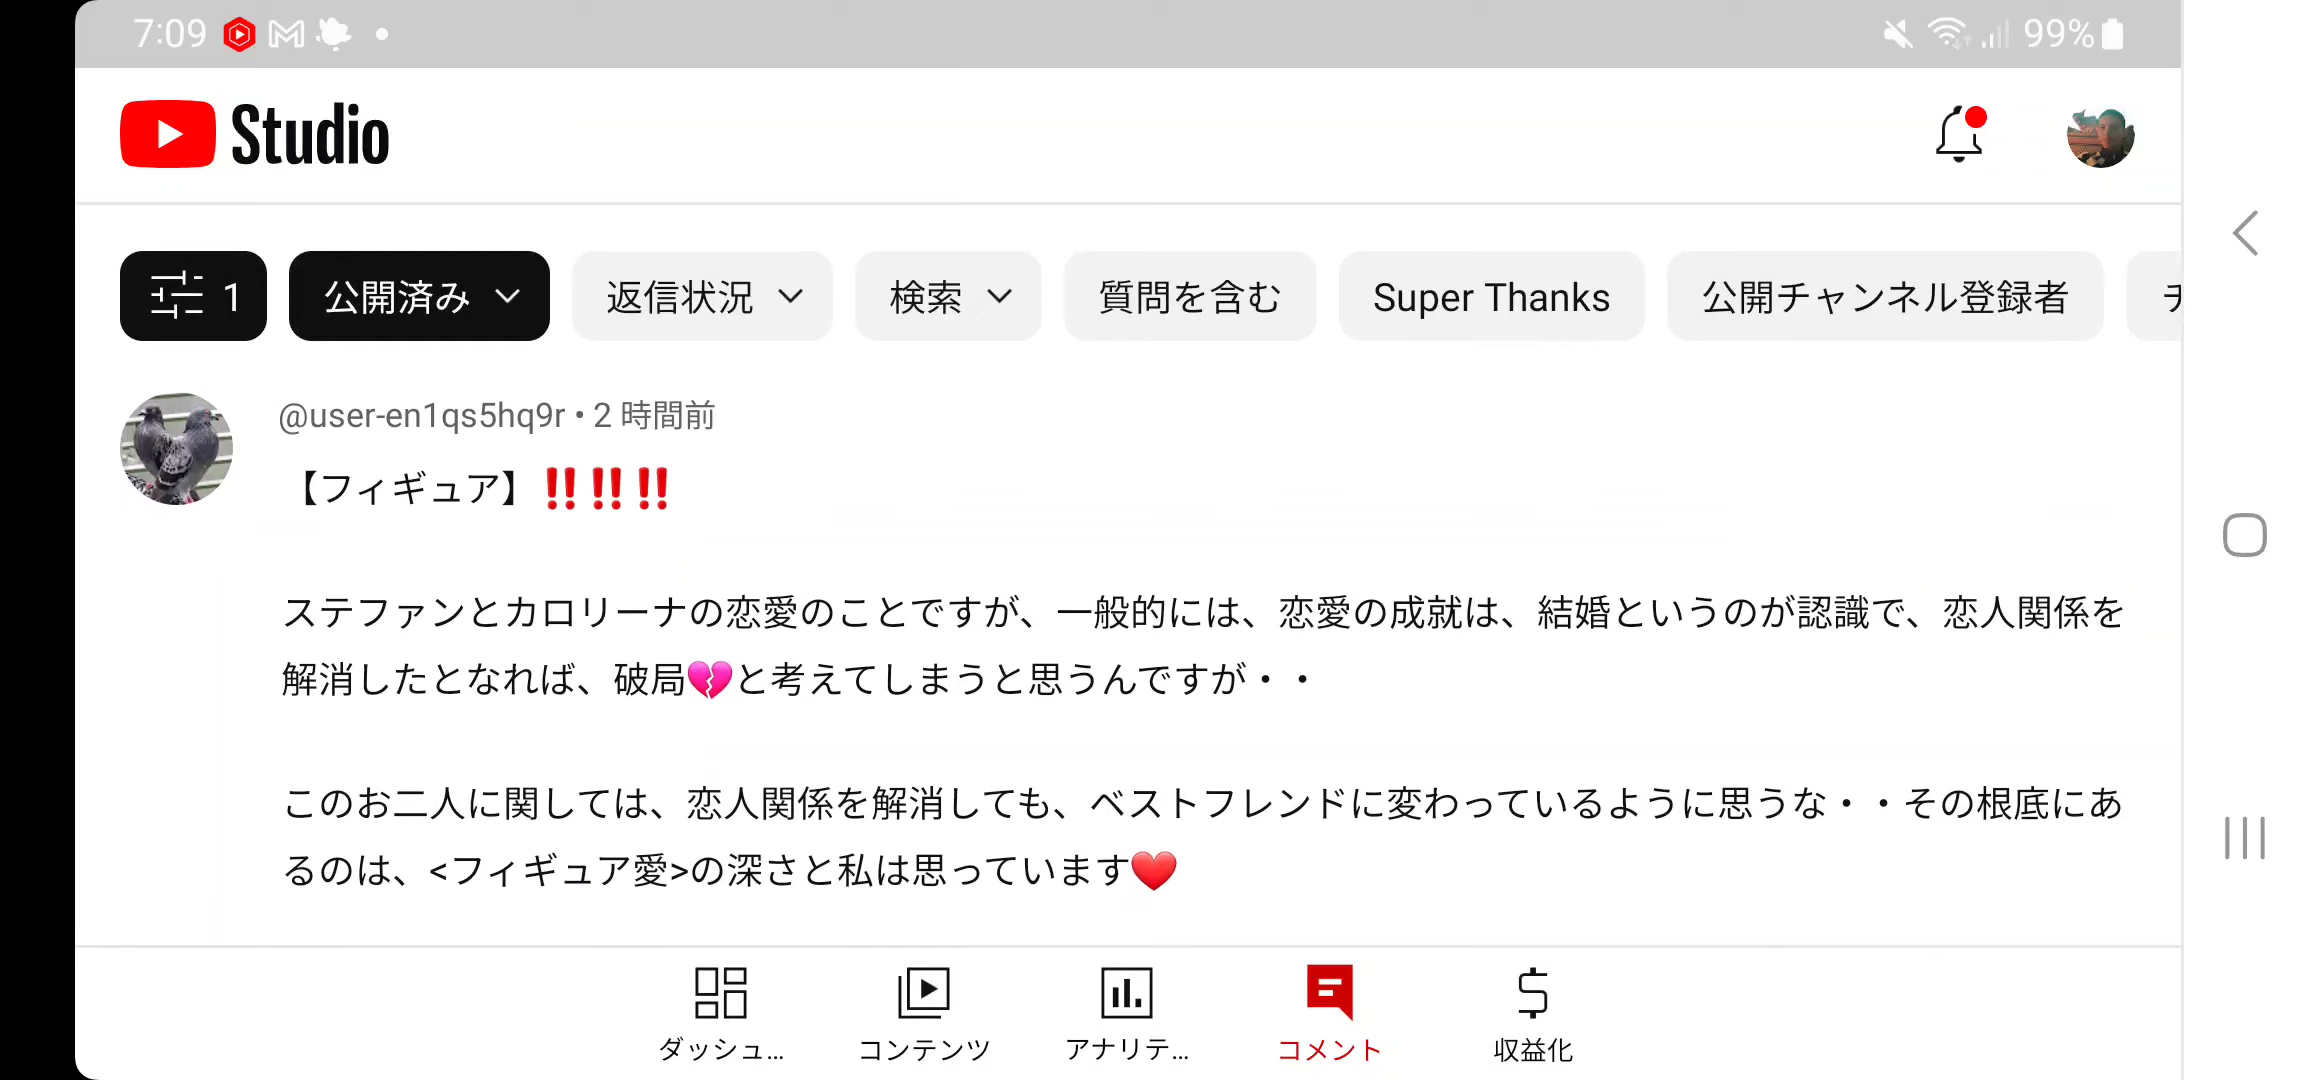 7:09
99%
Studio
1
公開済み
返信状況
検索
質問を含む
Super Thanks
公開チャンネル登録者
チ
@user-en1qs5hq9r • 2 時間前
【フィギュア】‼️‼️‼️
ステファンとカロリーナの恋愛のことですが、一般的には、恋愛の成就は、結婚というのが認識で、恋人関係を
解消したとなれば、破局💔と考えてしまうと思うんですが・・
このお二人に関しては、恋人関係を解消しても、ベストフレンドに変わっているように思うな・・その根底にあ
るのは、<フィギュア愛>の深さと私は思っています❤️
ダッシュ...
コンテンツ
アナリテ...
コメント
収益化